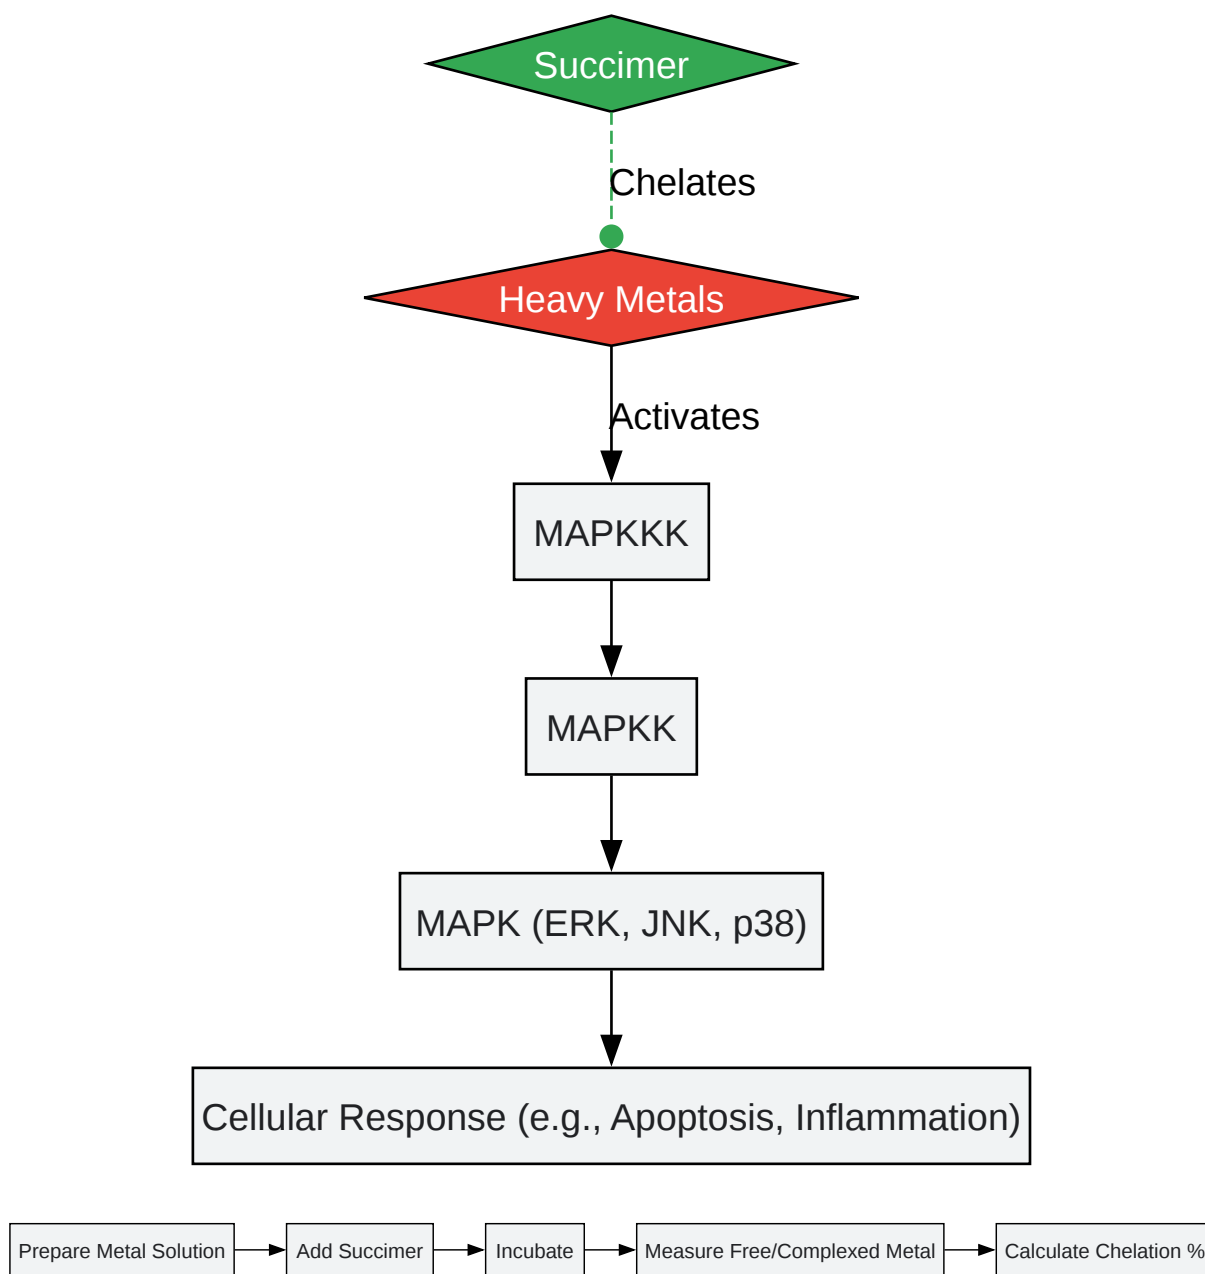 Succimer
Chelates
Heavy Metals
Activates
MAPKKK
MAPKK
MAPK (ERK, JNK, p38)
Cellular Response (e.g., Apoptosis, Inflammation)
Prepare Metal Solution
Add Succimer
Incubate
Measure Free/Complexed Metal
Calculate Chelation %